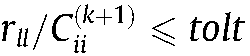 r_{ll}/C_{ii}^{(k+1)} ⩽ tolt